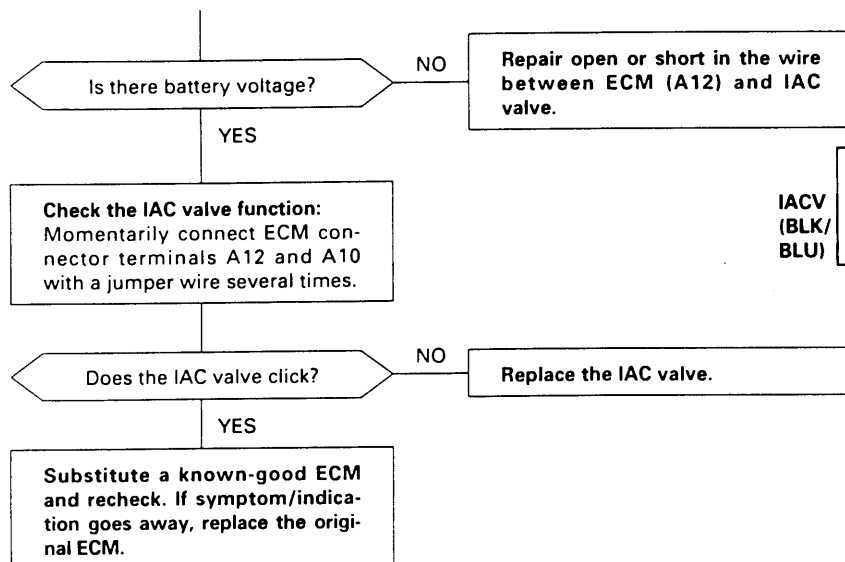 Is there battery voltage?
NO
Repair open or short in the wire
between ECM (A12) and IAC
valve.
YES
Check the IAC valve function:
Momentarily connect ECM con-
nector terminals A12 and A10
with a jumper wire several times.
IACV
(BLK/
BLU)
Does the IAC valve click?
NO
Replace the IAC valve.
YES
Substitute a known-good ECM
and recheck. If symptom/indica-
tion goes away, replace the origi-
nal ECM.